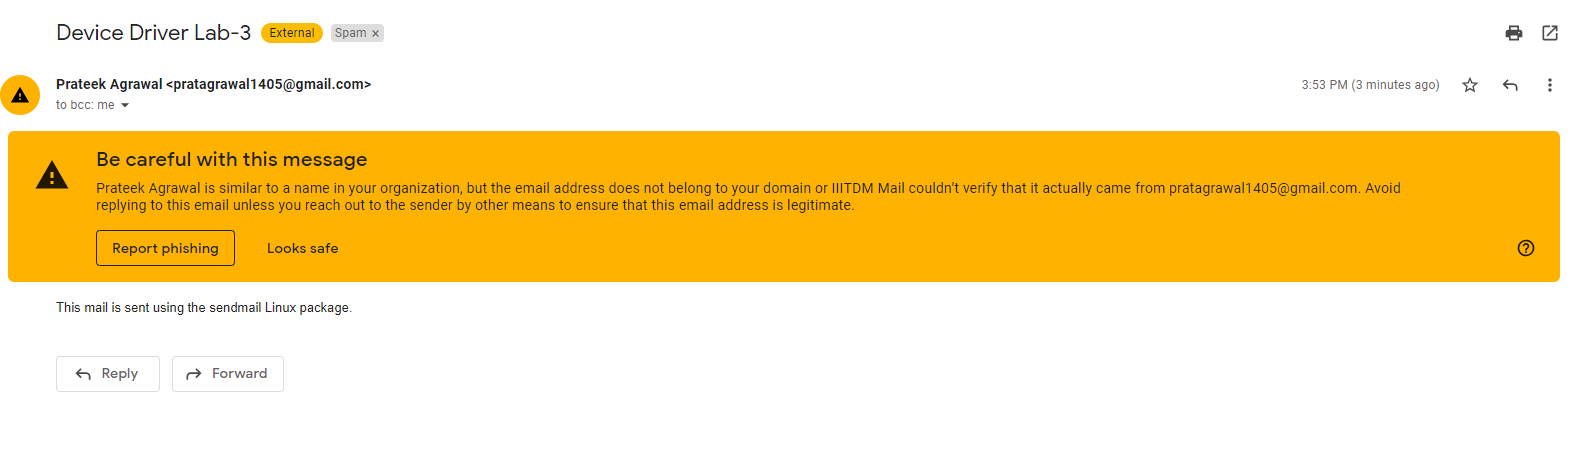 Device Driver Lab-3 External Spam ×
Prateek Agrawal <pratagrawal1405@gmail.com> 3:53 PM (3 minutes ago)
to bcc: me
Be careful with this message
Prateek Agrawal is similar to a name in your organization, but the email address does not belong to your domain or IIITDM Mail couldn't verify that it actually came from pratagrawal1405@gmail.com. Avoid
replying to this email unless you reach out to the sender by other means to ensure that this email address is legitimate.
Report phishing Looks safe
This mail is sent using the sendmail Linux package.
Reply Forward